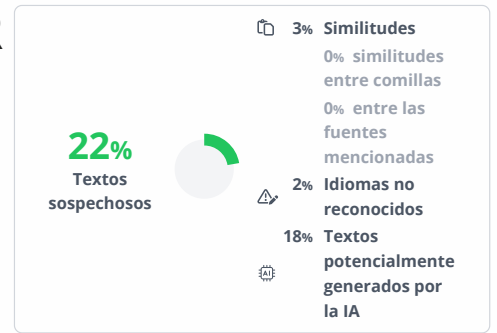 22%
Textos
sospechosos
3% Similitudes
0% similitudes
entre comillas
0% entre las
fuentes
mencionadas
2% Idiomas no
reconocidos
18% Textos
potencialmente
generados por
la IA
AI